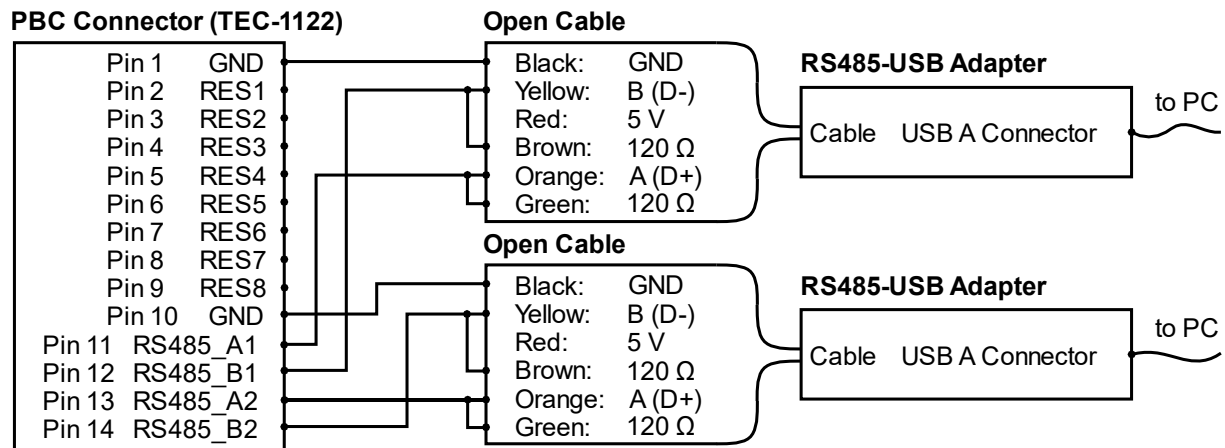 PBC Connector (TEC-1122)
Pin 1 GND
Pin 2 RES1
Pin 3 RES2
Pin 4 RES3
Pin 5 RES4
Pin 6 RES5
Pin 7 RES6
Pin 8 RES7
Pin 9 RES8
Pin 10 GND
Pin 11 RS485_A1
Pin 12 RS485_B1
Pin 13 RS485_A2
Pin 14 RS485_B2
Open Cable
Black: GND
Yellow: B (D-)
Red: 5 V
Brown: 120 Ω
Orange: A (D+)
Green: 120 Ω
RS485-USB Adapter
Cable USB A Connector
to PC
Open Cable
Black: GND
Yellow: B (D-)
Red: 5 V
Brown: 120 Ω
Orange: A (D+)
Green: 120 Ω
RS485-USB Adapter
Cable USB A Connector
to PC